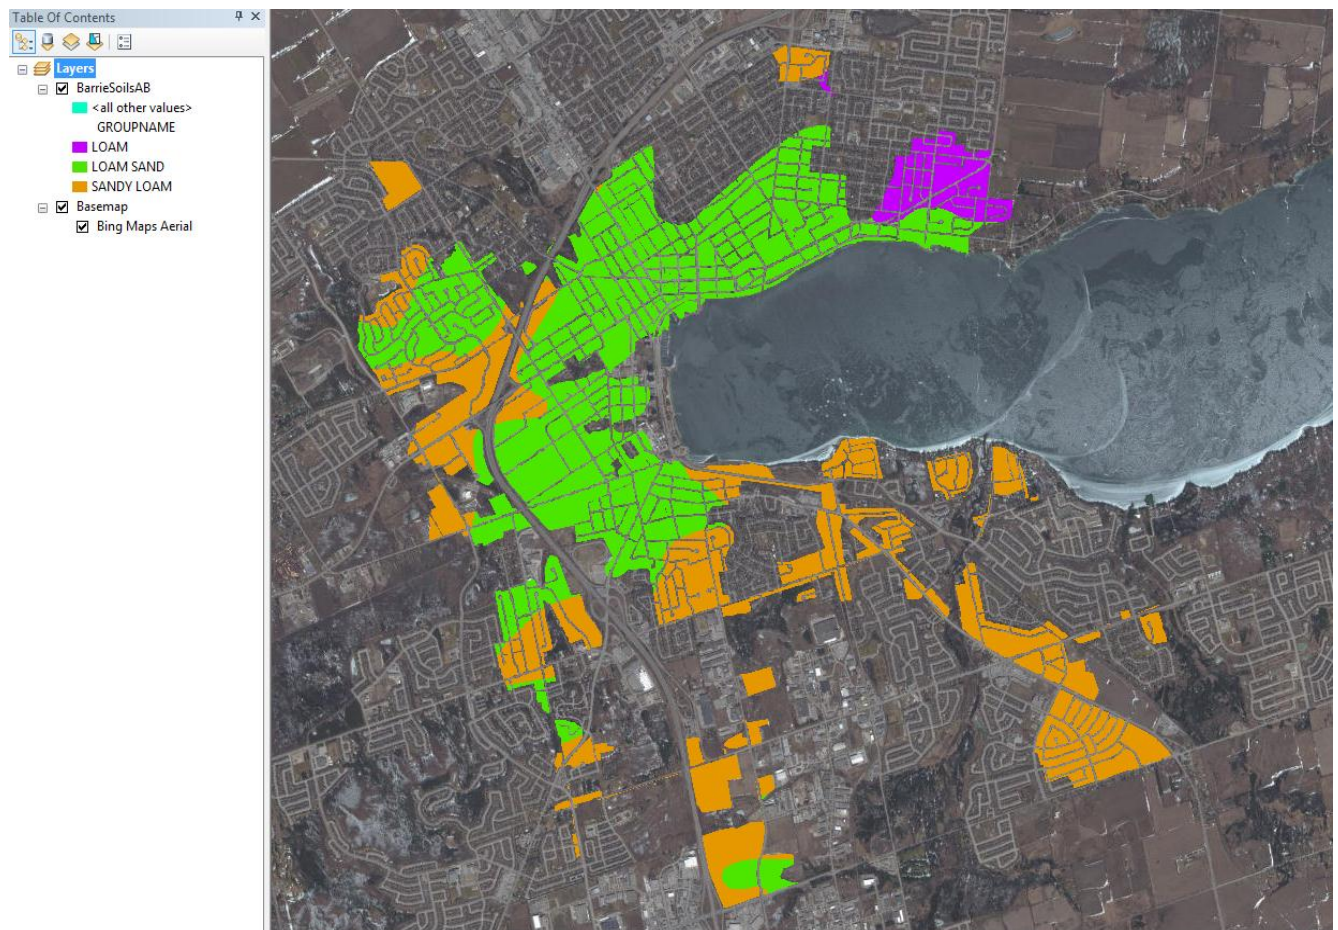 Table Of Contents
Layers
BarrieSoilsAB
<all other values>
GROUPNAME
LOAM
LOAM SAND
SANDY LOAM
Basemap
Bing Maps Aerial